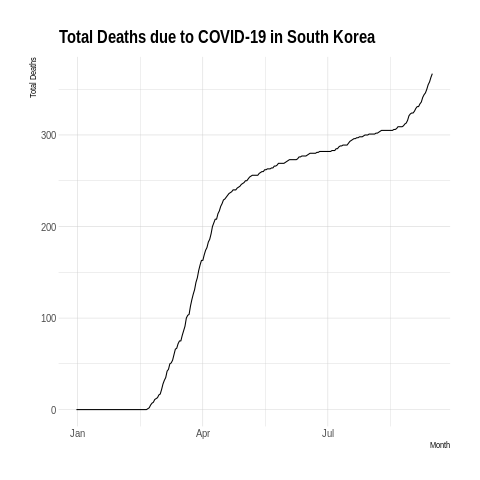 Total Deaths due to COVID-19 in South Korea
Total Deaths
300
200
100
0
Jan Apr Jul
Month